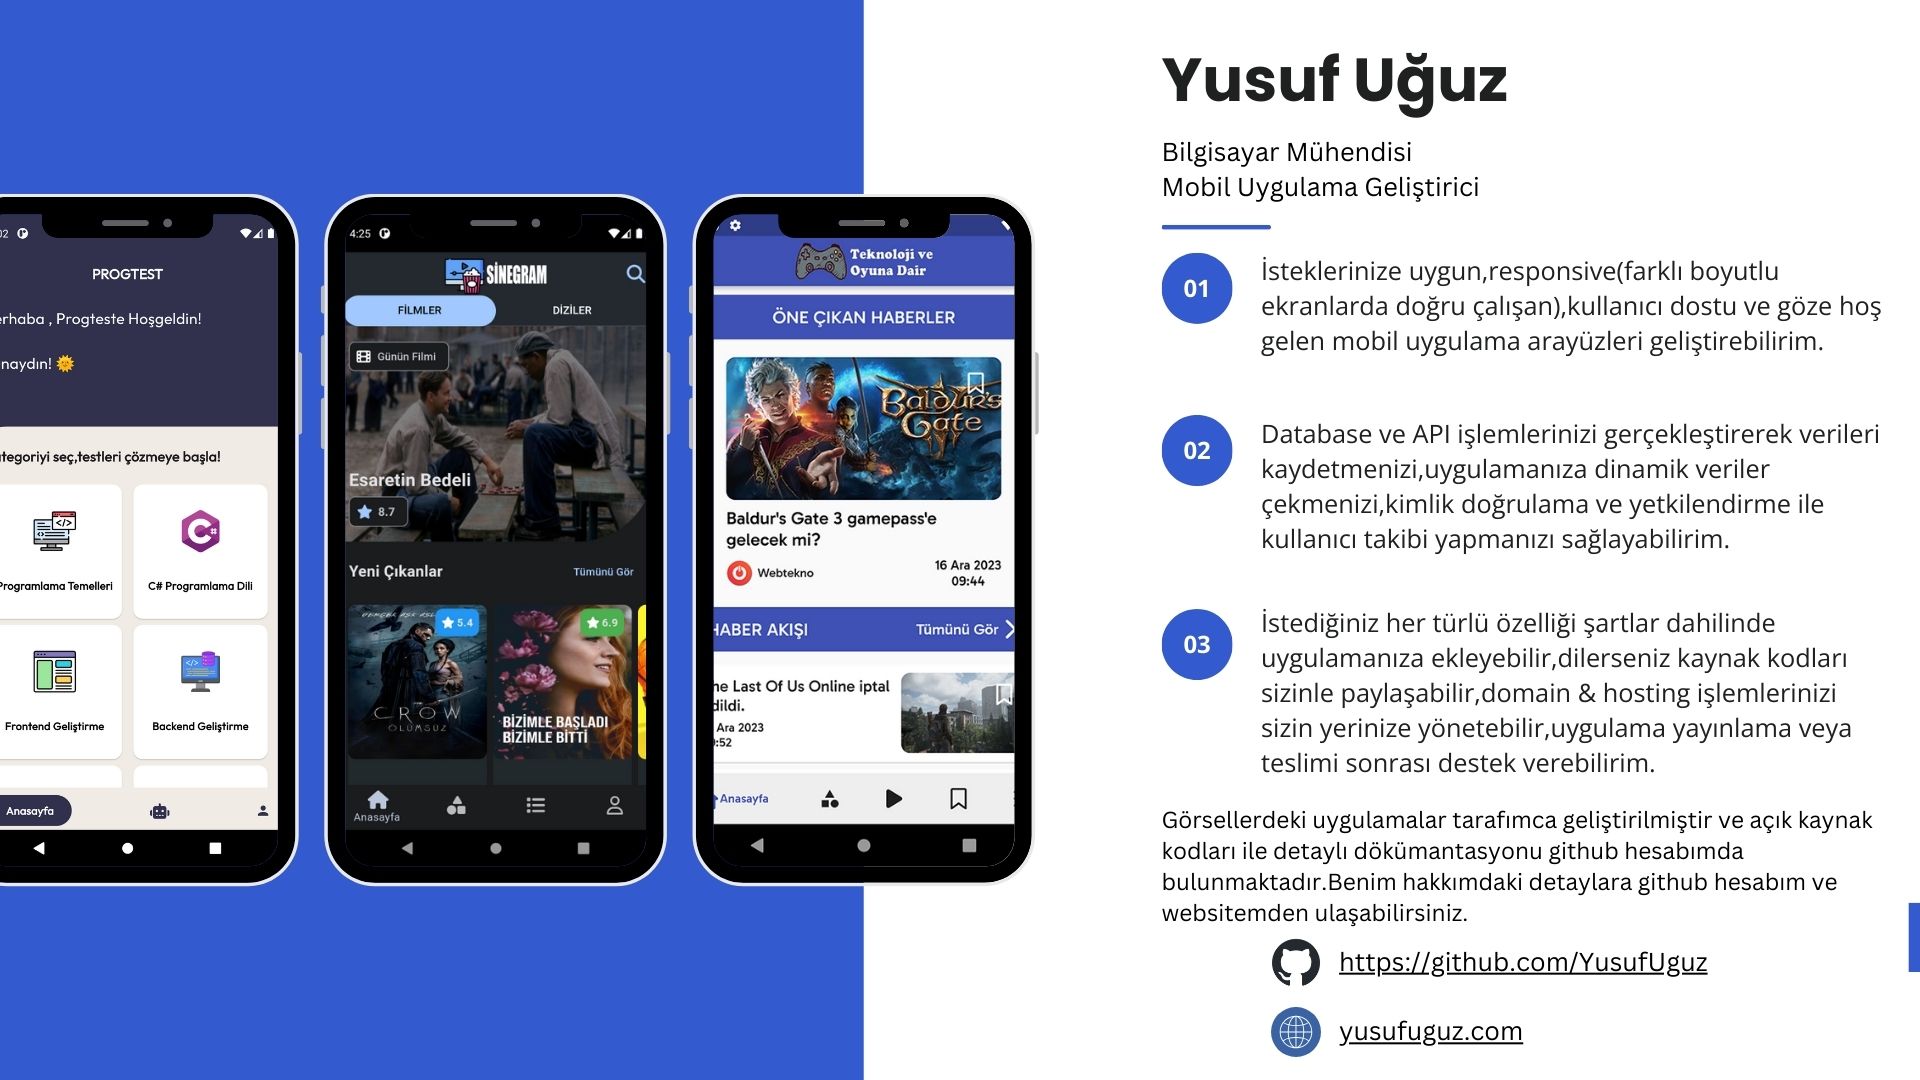 02
PROGTEST
erhaba , Progteste Hoşgeldin!
naydın! 🌞
tegoriyi seç,testleri çözmeye başla!
Programlama Temelleri
C# Programlama Dili
Frontend Geliştirme
Backend Geliştirme
Anasayfa
4:25
SİNEGRAM
FİLMLER
DİZİLER
Günün Filmi
Esaretin Bedeli
8.7
Yeni Çıkanlar
Tümünü Gör
5.4
CROW
ÖLÜMSÜZ
6.9
BİZİMLE BAŞLADI
BİZİMLE BİTTİ
Anasayfa
Teknoloji ve
Oyuna Dair
ÖNE ÇIKAN HABERLER
Baldur's
Gate
Baldur's Gate 3 gamepass'e
gelecek mi?
Webtekno
16 Ara 2023
09:44
HABER AKIŞI
Tümünü Gör
he Last Of Us Online iptal
dildi.
Ara 2023
:52
Anasayfa
Yusuf Uğuz
Bilgisayar Mühendisi
Mobil Uygulama Geliştirici
01
İsteklerinize uygun,responsive(farklı boyutlu
ekranlarda doğru çalışan),kullanıcı dostu ve göze hoş
gelen mobil uygulama arayüzleri geliştirebilirim.
02
Database ve API işlemlerinizi gerçekleştirerek verileri
kaydetmenizi,uygulamanıza dinamik veriler
çekmenizi,kimlik doğrulama ve yetkilendirme ile
kullanıcı takibi yapmanızı sağlayabilirim.
03
İstediğiniz her türlü özelliği şartlar dahilinde
uygulamanıza ekleyebilir,dilerseniz kaynak kodları
sizinle paylaşabilir,domain & hosting işlemlerinizi
sizin yerinize yönetebilir,uygulama yayınlama veya
teslimi sonrası destek verebilirim.
Görsellerdeki uygulamalar tarafımca geliştirilmiştir ve açık kaynak
kodları ile detaylı dökümantasyonu github hesabımda
bulunmaktadır.Benim hakkımdaki detaylara github hesabım ve
websitemden ulaşabilirsiniz.
https://github.com/YusufUguz
yusufuguz.com